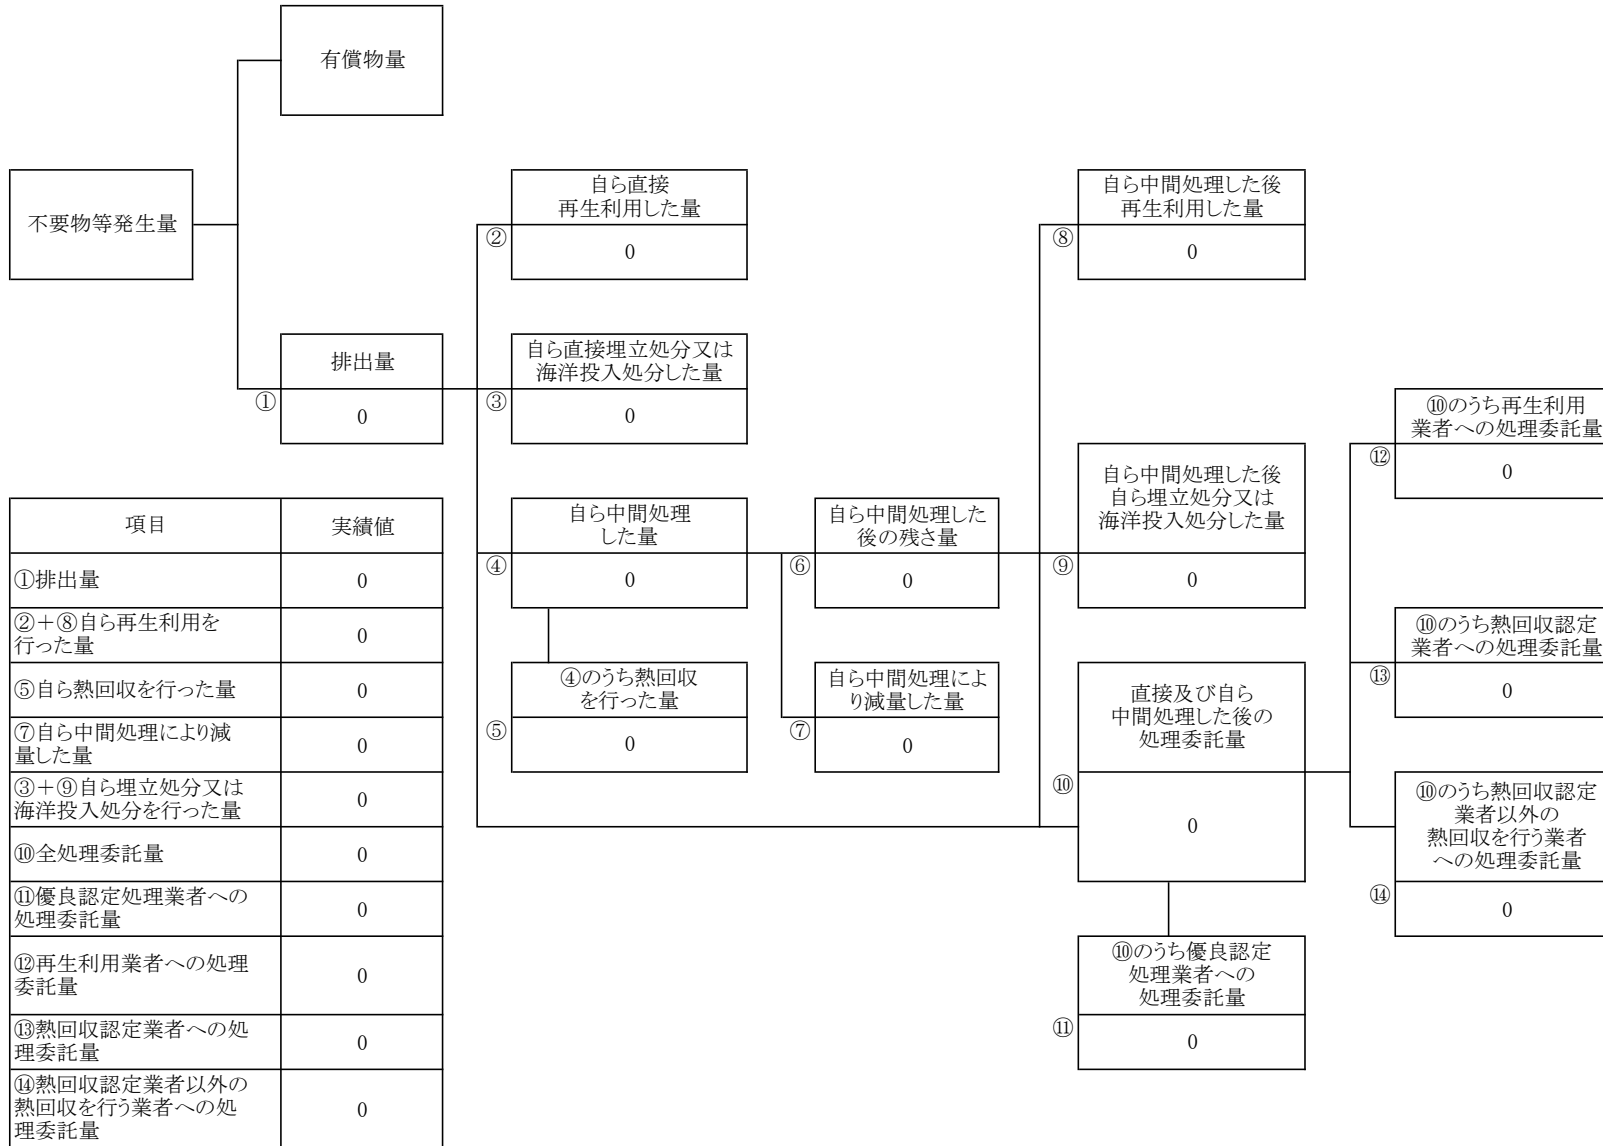 有償物量
不要物等発生量
自ら直接
再生利用した量
②
0
自ら中間処理した後
再生利用した量
⑧
0
排出量
①
0
自ら直接埋立処分又は
海洋投入処分した量
③
0
⑩のうち再生利用
業者への処理委託量
⑫
0
自ら中間処理した後
自ら埋立処分又は
海洋投入処分した量
⑨
0
自ら中間処理
した量
④
0
自ら中間処理した
後の残さ量
⑥
0
⑩のうち熱回収認定
業者への処理委託量
⑬
0
④のうち熱回収
を行った量
⑤
0
自ら中間処理によ
り減量した量
⑦
0
直接及び自ら
中間処理した後の
処理委託量
⑩
0
⑩のうち熱回収認定
業者以外の
熱回収を行う業者
への処理委託量
⑭
0
⑩のうち優良認定
処理業者への
処理委託量
⑪
0
項目 実績値
①排出量 0
②＋⑧自ら再生利用を
行った量 0
⑤自ら熱回収を行った量 0
⑦自ら中間処理により減
量した量 0
③＋⑨自ら埋立処分又は
海洋投入処分を行った量 0
⑩全処理委託量 0
⑪優良認定処理業者への
処理委託量 0
⑫再生利用業者への処理
委託量 0
⑬熱回収認定業者への処
理委託量 0
⑭熱回収認定業者以外の
熱回収を行う業者への処
理委託量 0